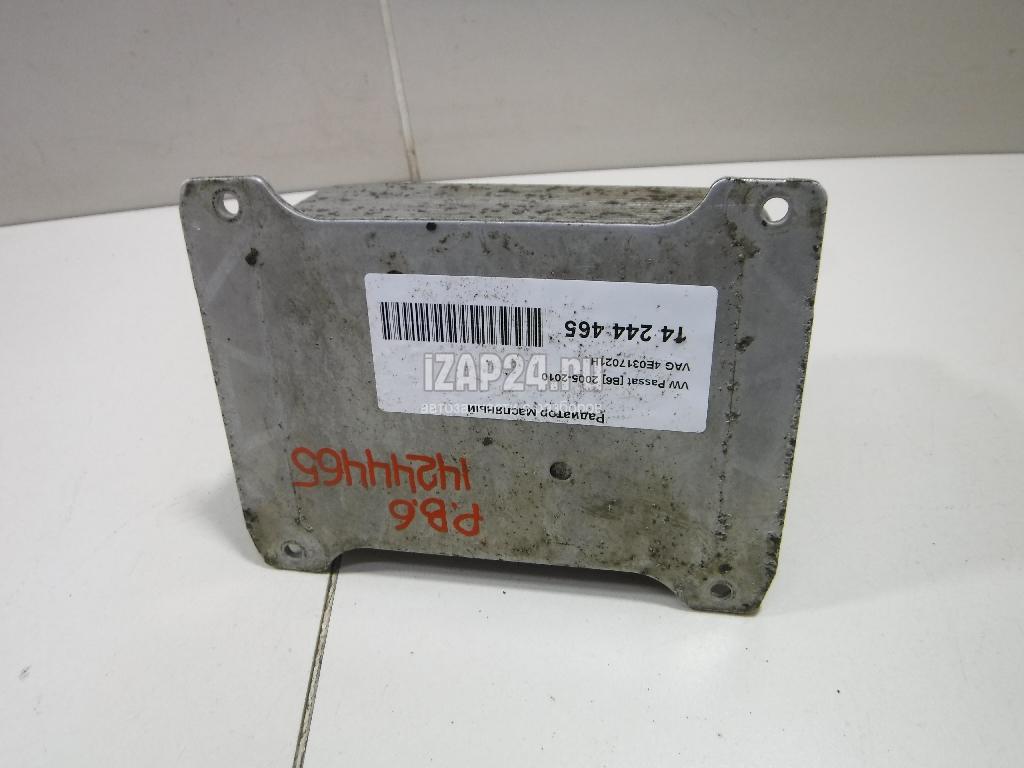 Радиатор масляный
VW Passat [B6] 2005-2010
VAG 4E0317021H
14 244 465
iZAP24.ru
P.B.6
14244465